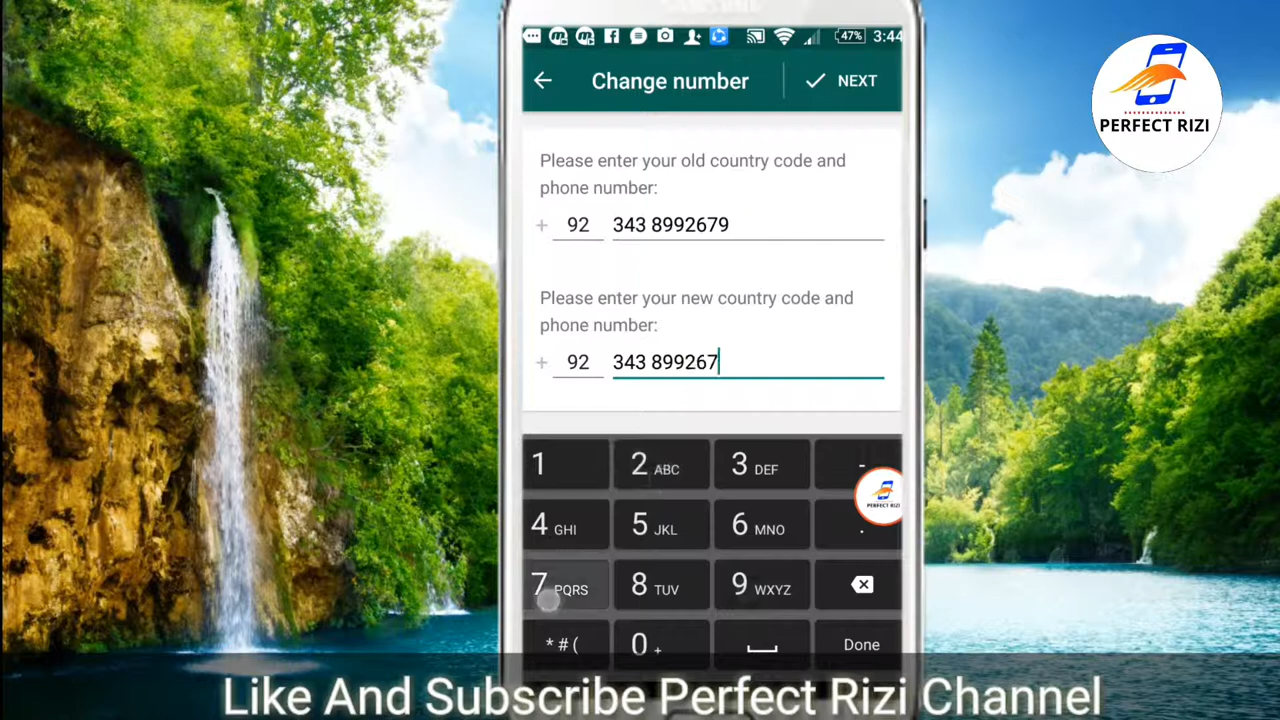 SAMSUNG
47% 3:44
Change number
NEXT
PERFECT RIZI
Please enter your old country code and
phone number:
+ 92 343 8992679
Please enter your new country code and
phone number:
+ 92 343 899267
1 2 ABC 3 DEF -
PERFECT RIZI
4 GHI 5 JKL 6 MNO .
7 PQRS 8 TUV 9 WXYZ
* # ( 0 + Done
Like And Subscribe Perfect Rizi Channel